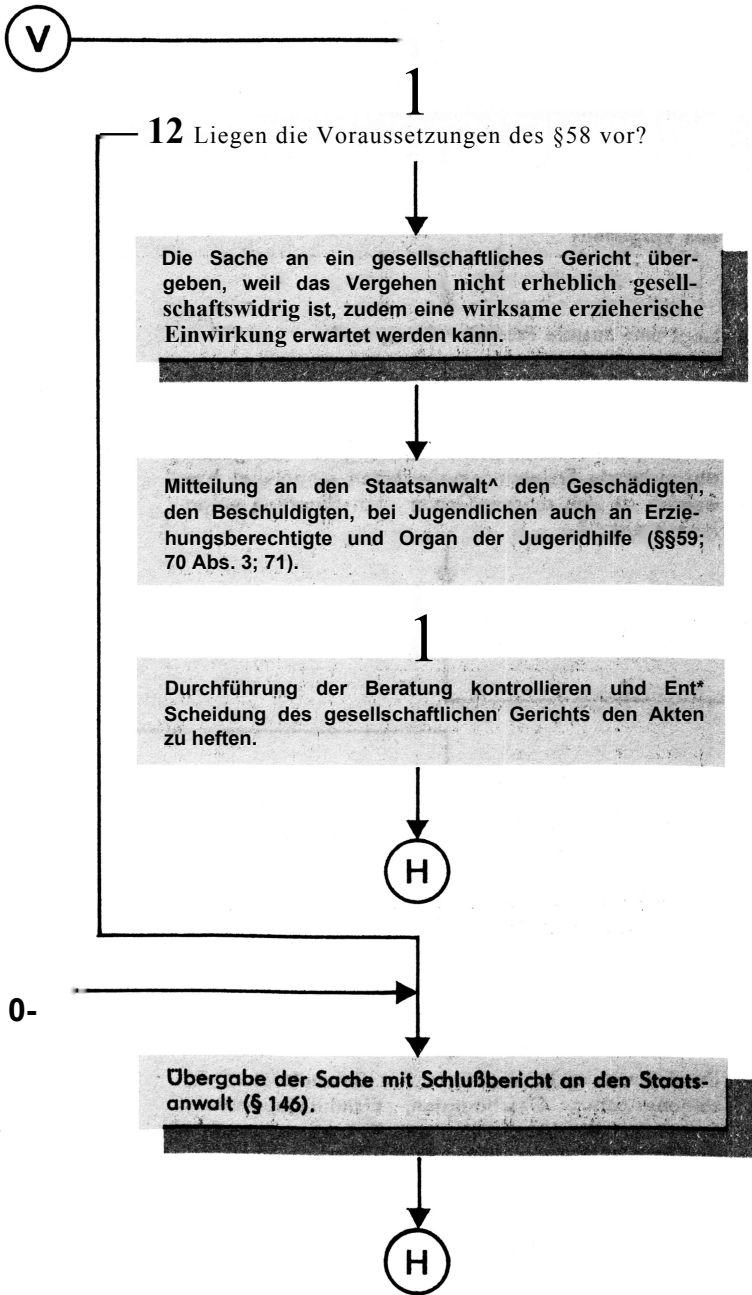 V
1
12 Liegen die Voraussetzungen des §58 vor?
Die Sache an ein gesellschaftliches Gericht über-
geben, weil das Vergehen nicht erheblich gesell-
schaftswidrig ist, zudem eine wirksame erzieherische
Einwirkung erwartet werden kann.
Mitteilung an den Staatsanwalt^ den Geschädigten,
den Beschuldigten, bei Jugendlichen auch an Erzie-
hungsberechtigte und Organ der Jugeridhilfe (§§59;
70 Abs. 3; 71).
1
Durchführung der Beratung kontrollieren und Ent*
Scheidung des gesellschaftlichen Gerichts den Akten
zu heften.
H
0-
Übergabe der Sache mit Schlußbericht an den Staats-
anwalt (§ 146).
H